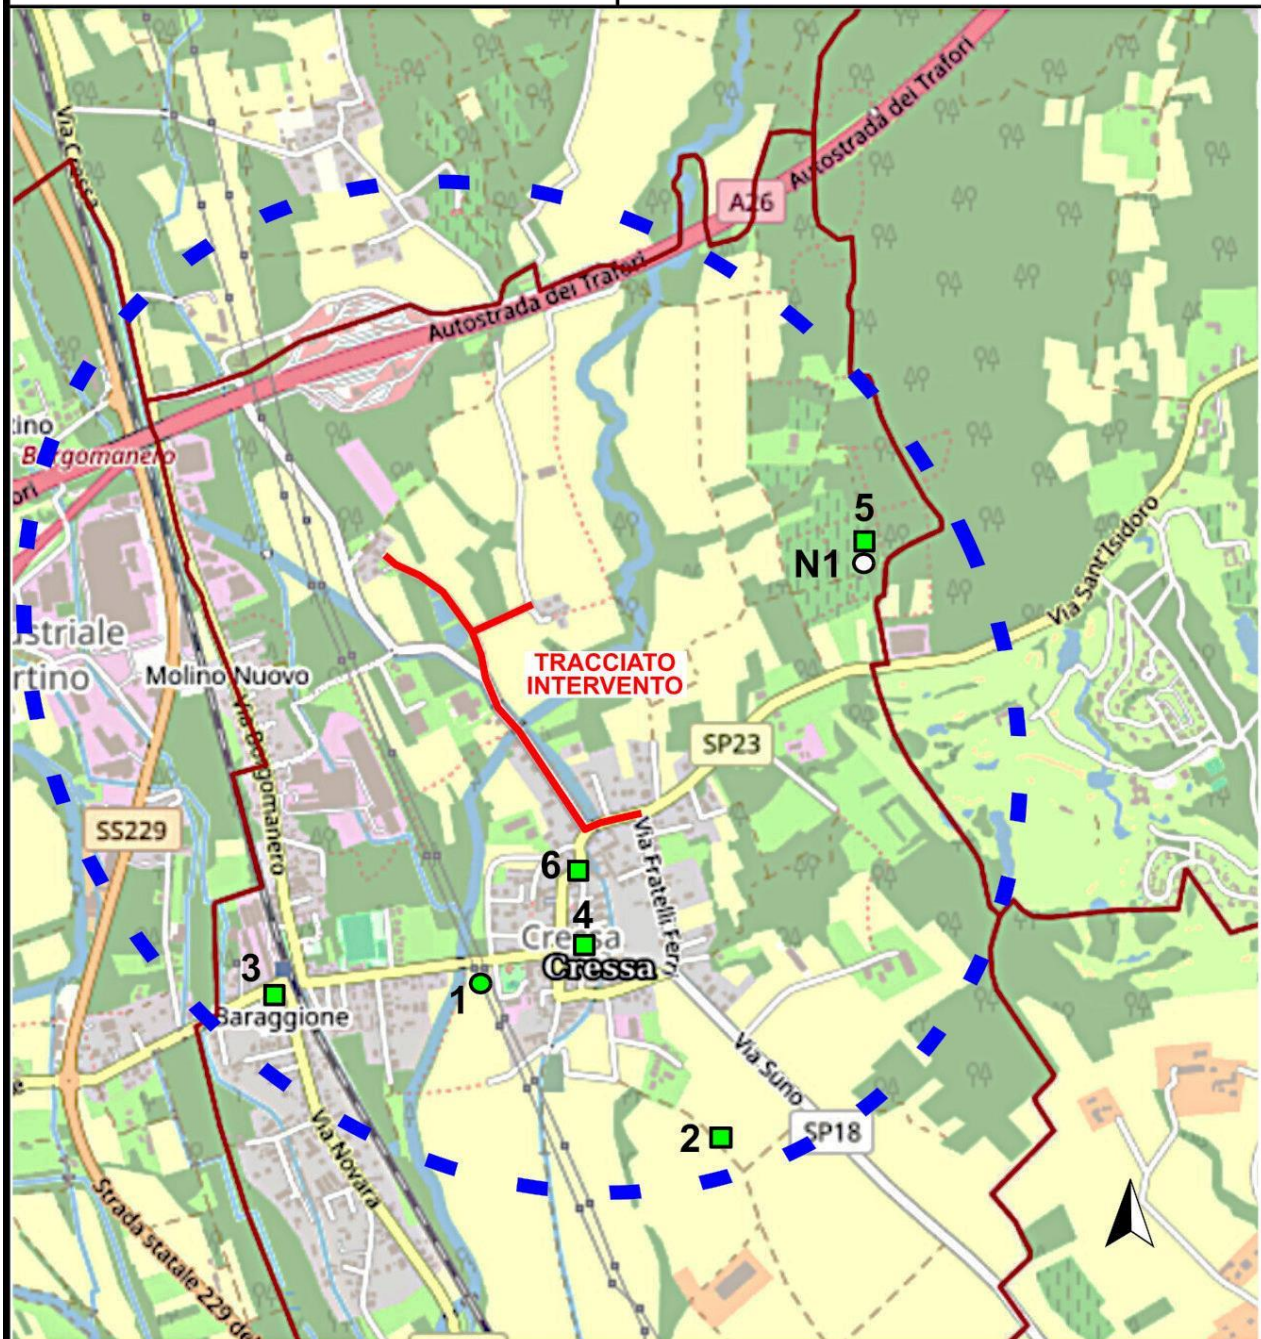 Via Cressa
Autostrada dei Trafori
A26
Autostrada dei Trafori
tino
Borgomanero
ori
5
N1
Via Sant'Isidoro
striale
rtino
Molino Nuovo
TRACCIATO
INTERVENTO
Via Borgomanero
SP23
SS229
Via Fratelli Ferri
6
4
Cressa
Cressa
3
1
Baraggione
e
Via Suno
SP18
2
Via Novara
Strada statale 229 del